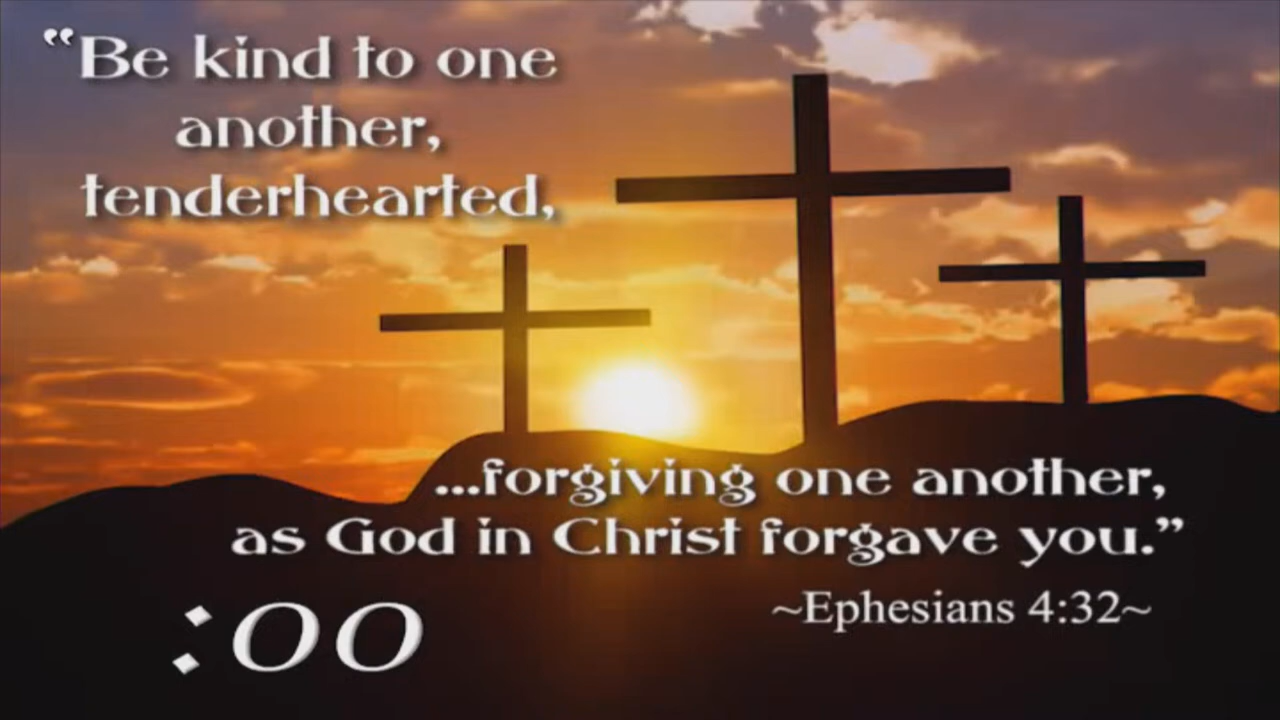 “Be kind to one
another,
tenderhearted,
...forgiving one another,
as God in Christ forgave you.”
~Ephesians 4:32~
:00